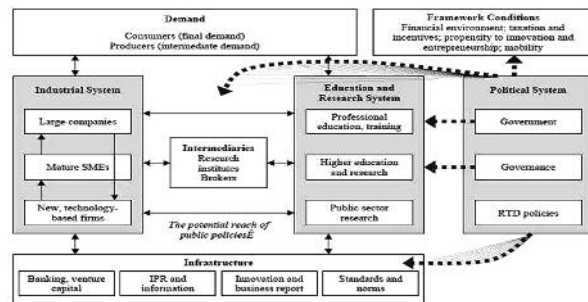 Demand
Consumers (final demand)
Producers (intermediate demand)
Framework Conditions
Financial environment; taxation and
incentives; propensity to innovation and
entrepreneurship; mobility
Industrial System
Large companies
Mature SMEs
New, technology-
based firms
Intermediaries
Research
institutes
Brokers
Education and
Research System
Professional
education, training
Higher education
and research
Public sector
research
Political System
Government
Governance
RTD policies
The potential reach of
public policiesÉ
Infrastructure
Banking, venture
capital
IPR and
information
Innovation and
business report
Standards and
norms